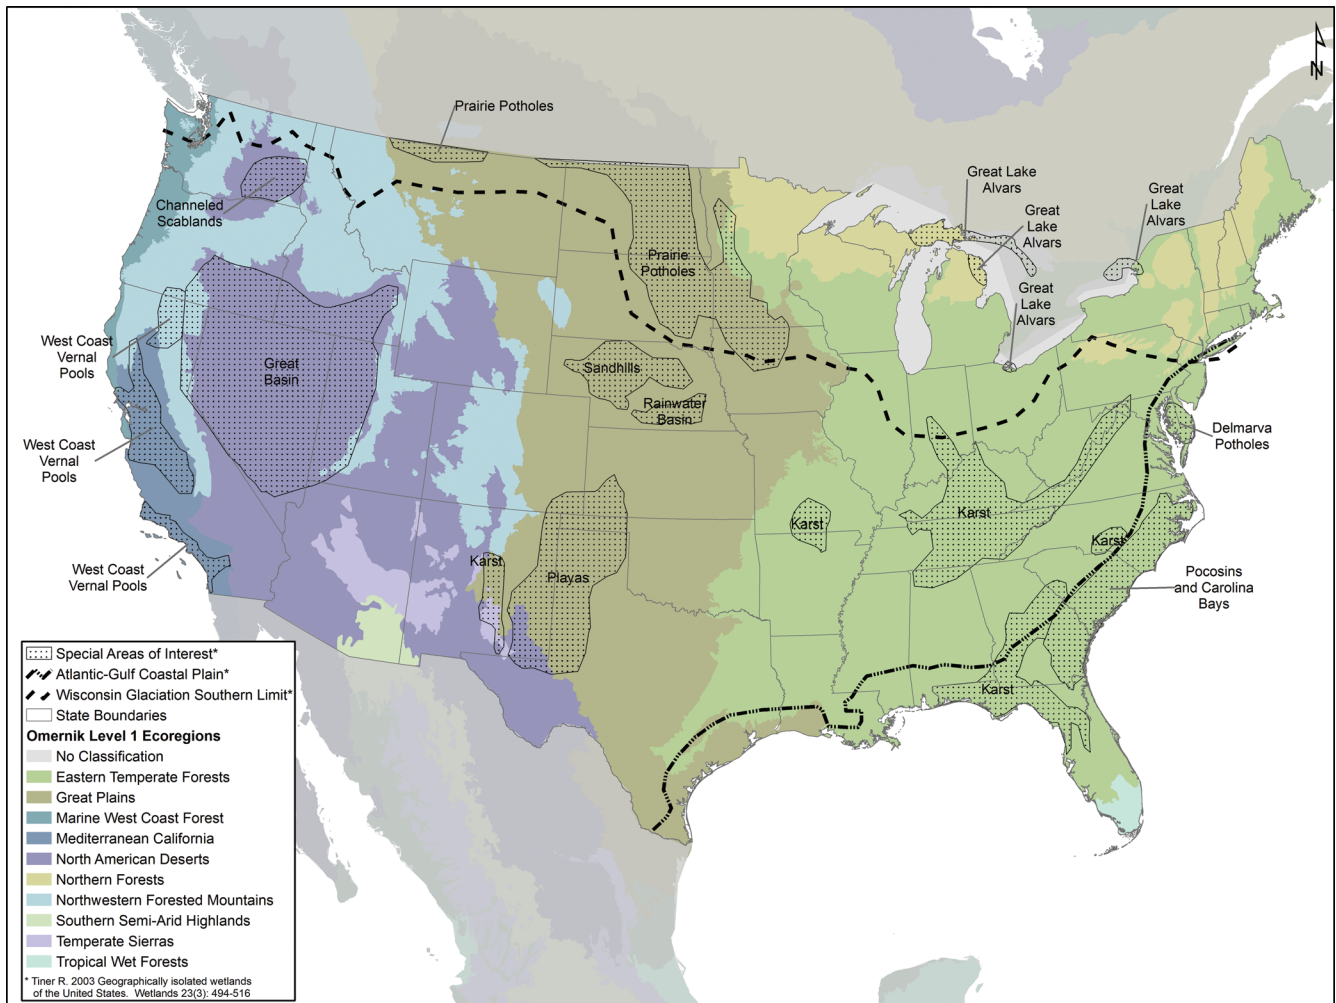 N
Prairie Potholes
Great Lake
Alvars
Great
Lake
Alvars
Great
Lake
Alvars
Channeled
Scablands
Prairie
Potholes
Great
Lake
Alvars
West Coast
Vernal
Pools
Great
Basin
Sandhills
Rainwater
Basin
West Coast
Vernal
Pools
Delmarva
Potholes
Karst
Karst
Karst
West Coast
Vernal Pools
Karst
Playas
Pocosins
and Carolina
Bays
Karst
Special Areas of Interest*
Atlantic-Gulf Coastal Plain*
Wisconsin Glaciation Southern Limit*
State Boundaries
Omernik Level 1 Ecoregions
No Classification
Eastern Temperate Forests
Great Plains
Marine West Coast Forest
Mediterranean California
North American Deserts
Northern Forests
Northwestern Forested Mountains
Southern Semi-Arid Highlands
Temperate Sierras
Tropical Wet Forests
* Tiner R. 2003 Geographically isolated wetlands
of the United States. Wetlands 23(3): 494-516